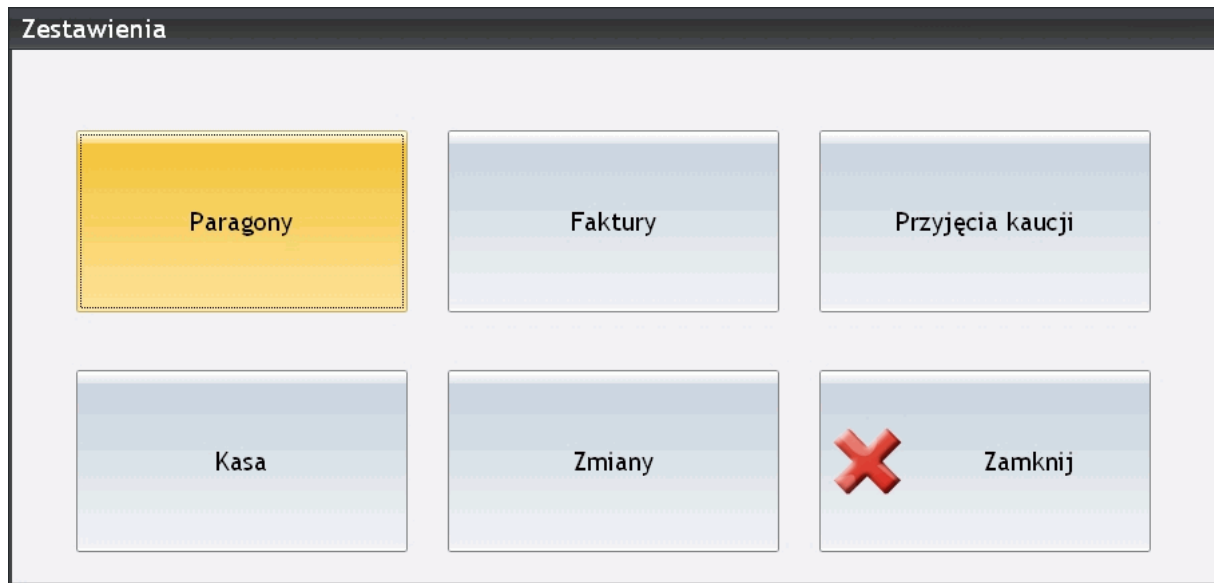 Zestawienia
Paragony
Faktury
Przyjęcia kaucji
Kasa
Zmiany
Zamknij